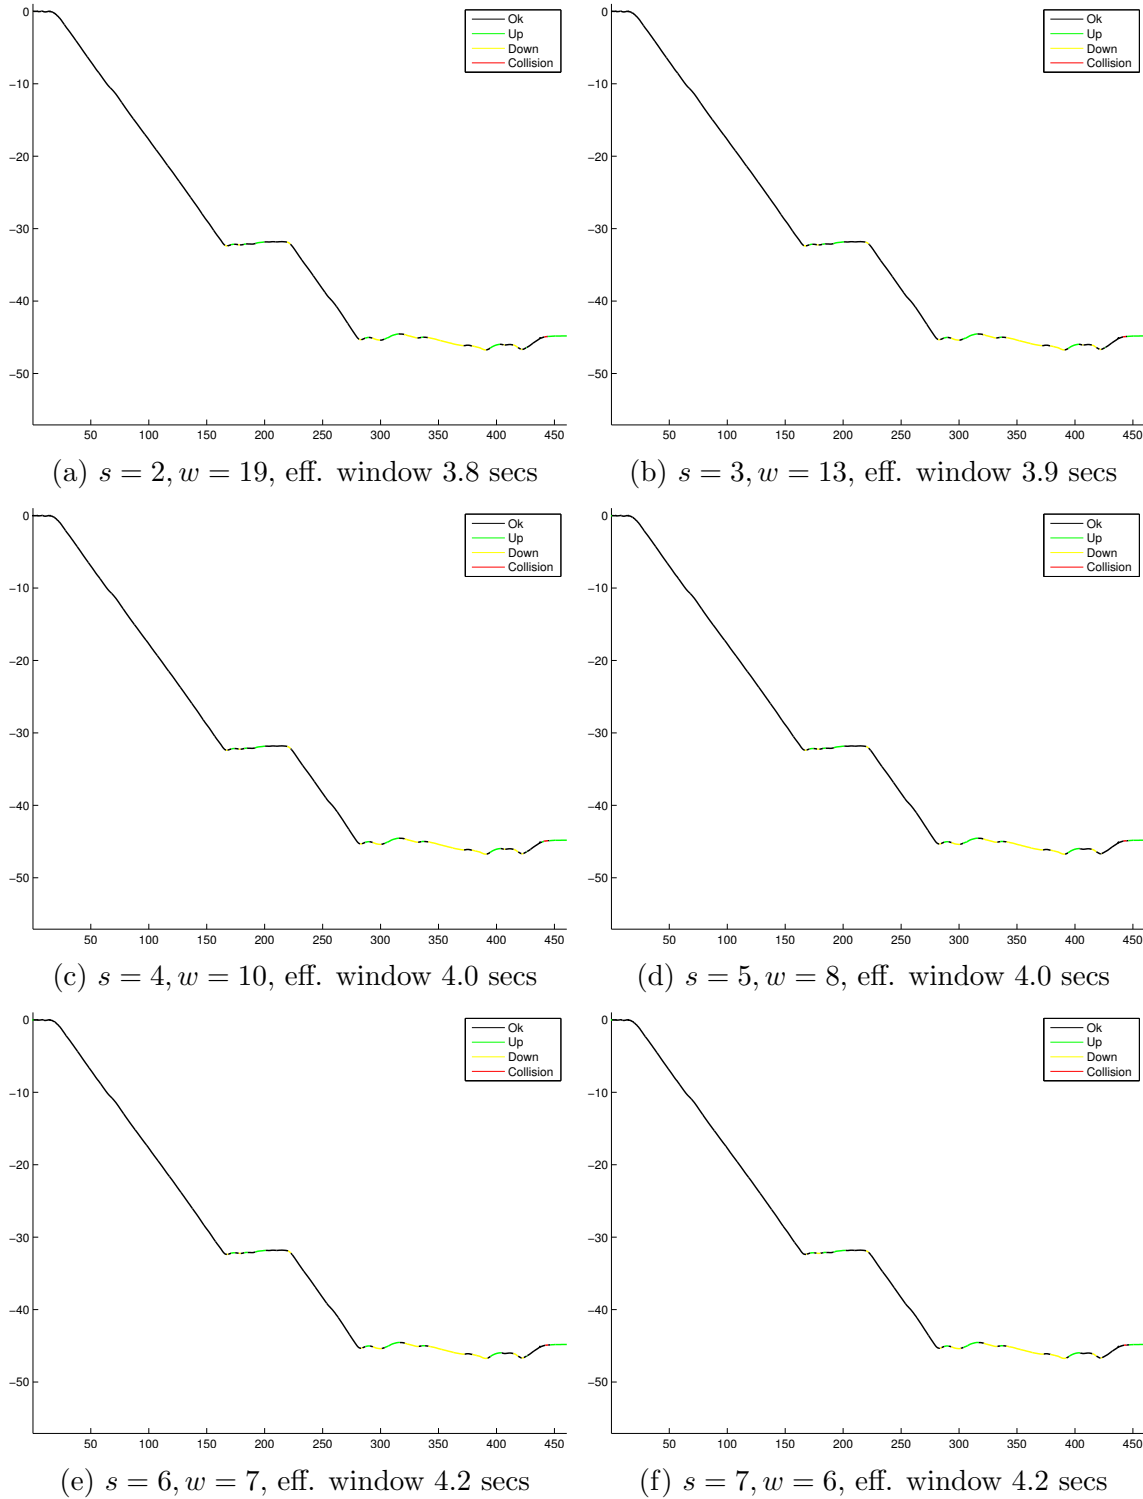 0
−10
−20
−30
−40
−50
50 100 150 200 250 300 350 400 450
Ok
Up
Down
Collision
(a) s = 2, w = 19, eff. window 3.8 secs
0
−10
−20
−30
−40
−50
50 100 150 200 250 300 350 400 450
Ok
Up
Down
Collision
(b) s = 3, w = 13, eff. window 3.9 secs
0
−10
−20
−30
−40
−50
50 100 150 200 250 300 350 400 450
Ok
Up
Down
Collision
(c) s = 4, w = 10, eff. window 4.0 secs
0
−10
−20
−30
−40
−50
50 100 150 200 250 300 350 400 450
Ok
Up
Down
Collision
(d) s = 5, w = 8, eff. window 4.0 secs
0
−10
−20
−30
−40
−50
50 100 150 200 250 300 350 400 450
Ok
Up
Down
Collision
(e) s = 6, w = 7, eff. window 4.2 secs
0
−10
−20
−30
−40
−50
50 100 150 200 250 300 350 400 450
Ok
Up
Down
Collision
(f) s = 7, w = 6, eff. window 4.2 secs